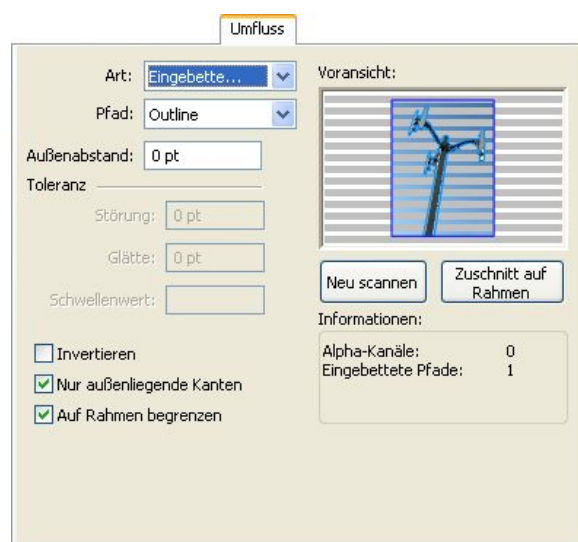 Umfluss
Art: Eingebette...
Pfad: Outline
Außenabstand: 0 pt
Toleranz
Störung: 0 pt
Glätte: 0 pt
Schwellenwert:
Invertieren
Nur außenliegende Kanten
Auf Rahmen begrenzen
Voransicht:
Neu scannen
Zuschnitt auf
Rahmen
Informationen:
Alpha-Kanäle: 0
Eingebettete Pfade: 1